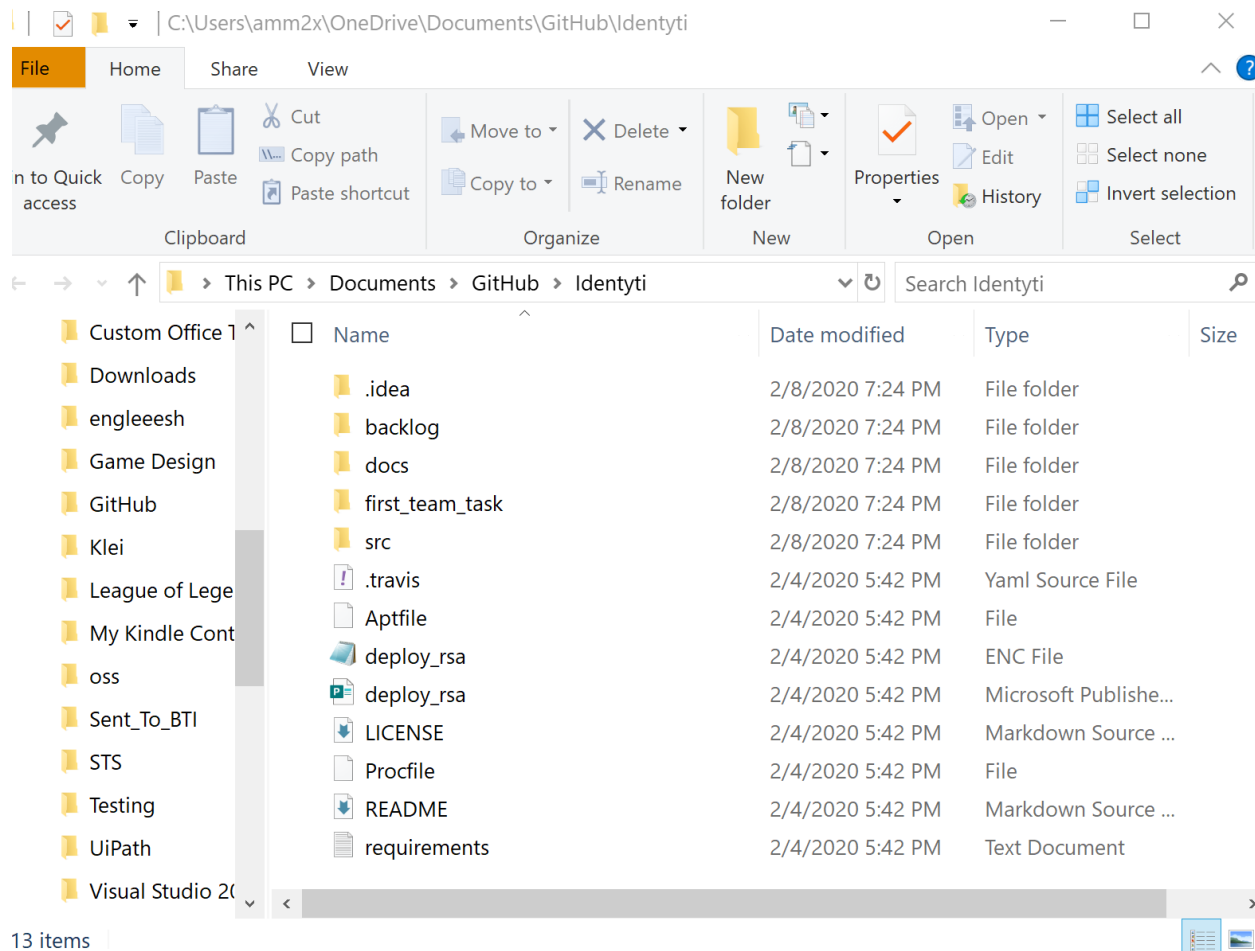 C:\Users\amm2x\OneDrive\Documents\GitHub\Identyti
File Home Share View
?
in to Quick access
Copy
Paste
Cut
\\... Copy path
Paste shortcut
Clipboard
Move to
Copy to
Delete
Rename
Organize
New folder
New
Properties
Open
Edit
History
Open
Select all
Select none
Invert selection
Select
This PC > Documents > GitHub > Identyti
Search Identyti
Custom Office T
Downloads
engleeesh
Game Design
GitHub
Klei
League of Lege
My Kindle Cont
oss
Sent_To_BTI
STS
Testing
UiPath
Visual Studio 20
Name Date modified Type Size
.idea 2/8/2020 7:24 PM File folder
backlog 2/8/2020 7:24 PM File folder
docs 2/8/2020 7:24 PM File folder
first_team_task 2/8/2020 7:24 PM File folder
src 2/8/2020 7:24 PM File folder
.travis 2/4/2020 5:42 PM Yaml Source File
Aptfile 2/4/2020 5:42 PM File
deploy_rsa 2/4/2020 5:42 PM ENC File
deploy_rsa 2/4/2020 5:42 PM Microsoft Publishe...
LICENSE 2/4/2020 5:42 PM Markdown Source ...
Procfile 2/4/2020 5:42 PM File
README 2/4/2020 5:42 PM Markdown Source ...
requirements 2/4/2020 5:42 PM Text Document
13 items